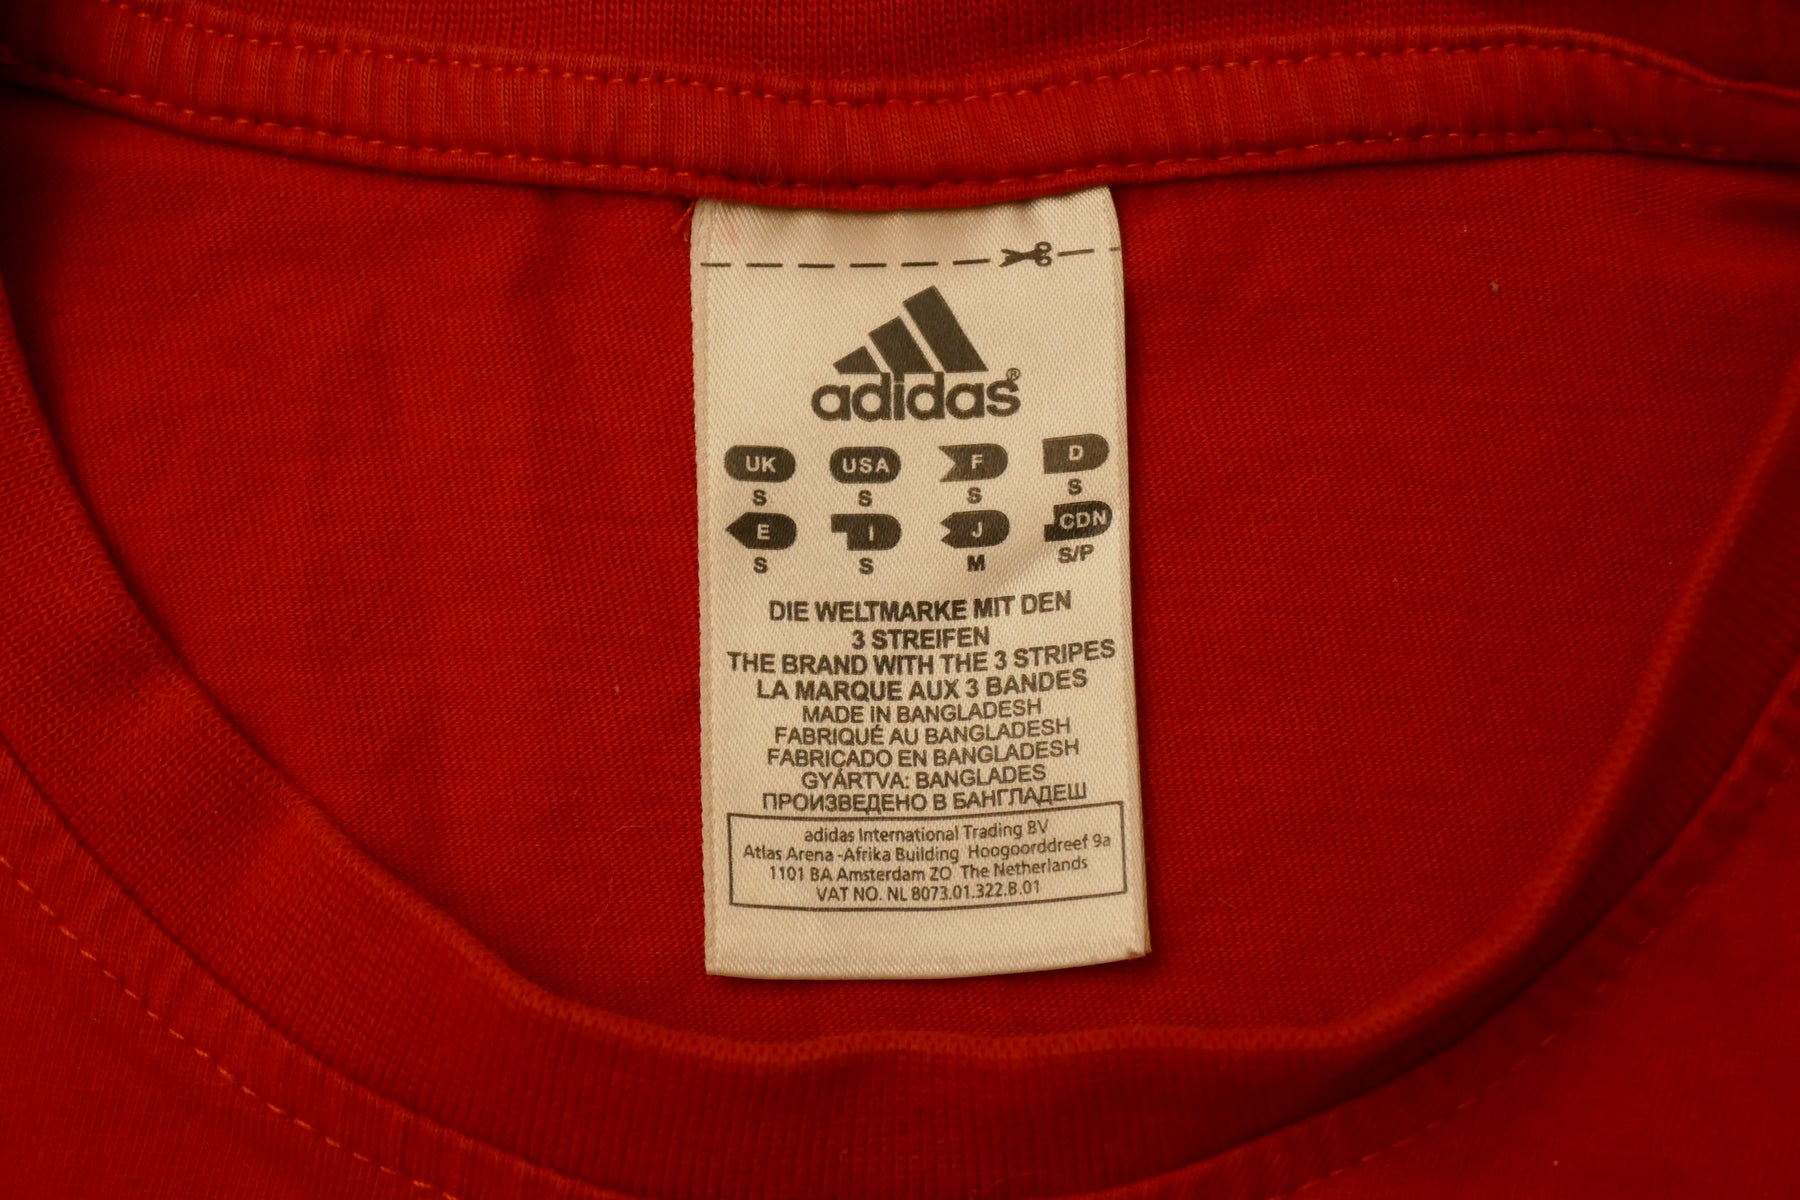 adidas®
UK USA F D
S S S S
E I J CDN
S S M S/P
DIE WELTMARKE MIT DEN
3 STREIFEN
THE BRAND WITH THE 3 STRIPES
LA MARQUE AUX 3 BANDES
MADE IN BANGLADESH
FABRIQUÉ AU BANGLADESH
FABRICADO EN BANGLADESH
GYÁRTVA: BANGLADES
ПРОИЗВЕДЕНО В БАНГЛАДЕШ
adidas International Trading BV
Atlas Arena -Afrika Building Hoogoorddreef 9a
1101 BA Amsterdam ZO The Netherlands
VAT NO. NL 8073.01.322.B.01